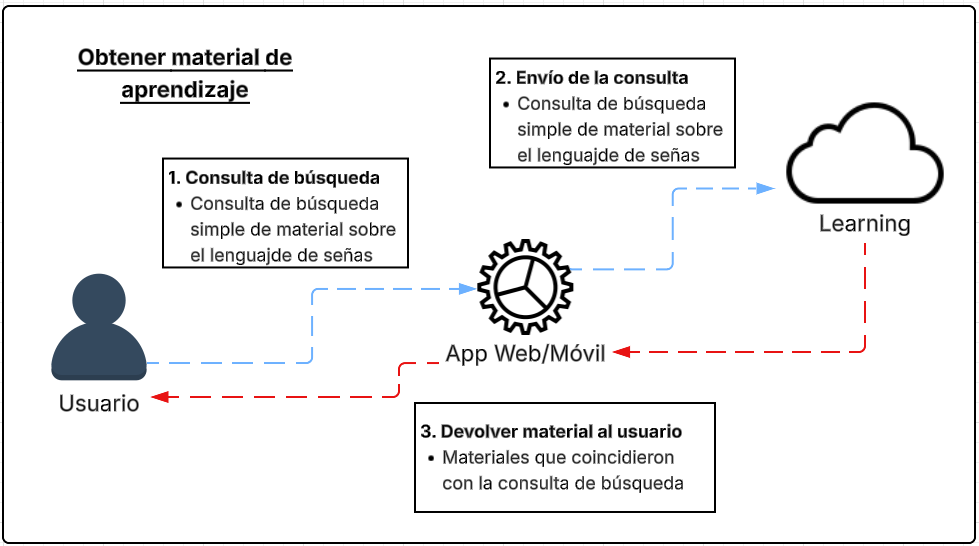 Obtener material de
aprendizaje
1. Consulta de búsqueda
• Consulta de búsqueda
simple de material sobre
el lenguajde de señas
2. Envío de la consulta
• Consulta de búsqueda
simple de material sobre
el lenguajde de señas
Learning
App Web/Móvil
Usuario
3. Devolver material al usuario
• Materiales que coincidieron
con la consulta de búsqueda